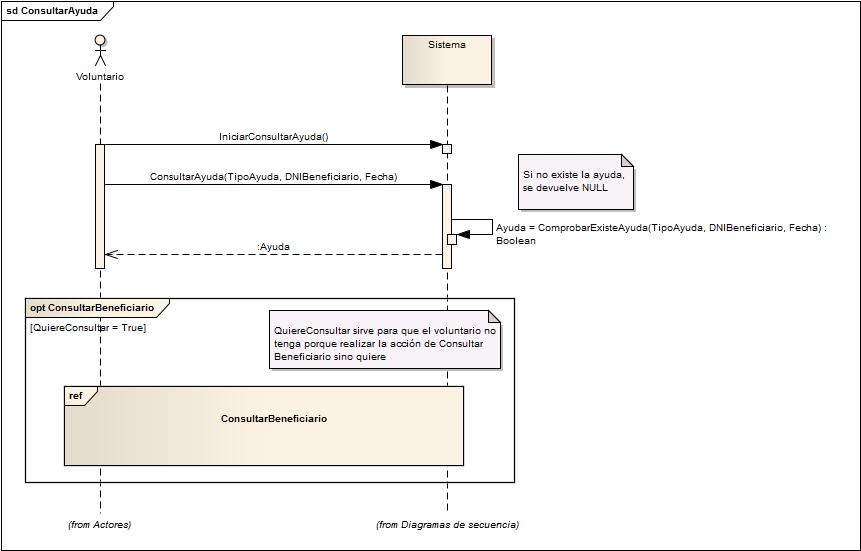 sd ConsultarAyuda
Voluntario
Sistema
IniciarConsultarAyuda()
ConsultarAyuda(TipoAyuda, DNIBeneficiario, Fecha)
Si no existe la ayuda,
se devuelve NULL
Ayuda = ComprobarExisteAyuda(TipoAyuda, DNIBeneficiario, Fecha) :
Boolean
:Ayuda
opt ConsultarBeneficiario
[QuiereConsultar = True]
QuiereConsultar sirve para que el voluntario no
tenga porque realizar la acción de Consultar
Beneficiario sino quiere
ref
ConsultarBeneficiario
(from Actores)
(from Diagramas de secuencia)